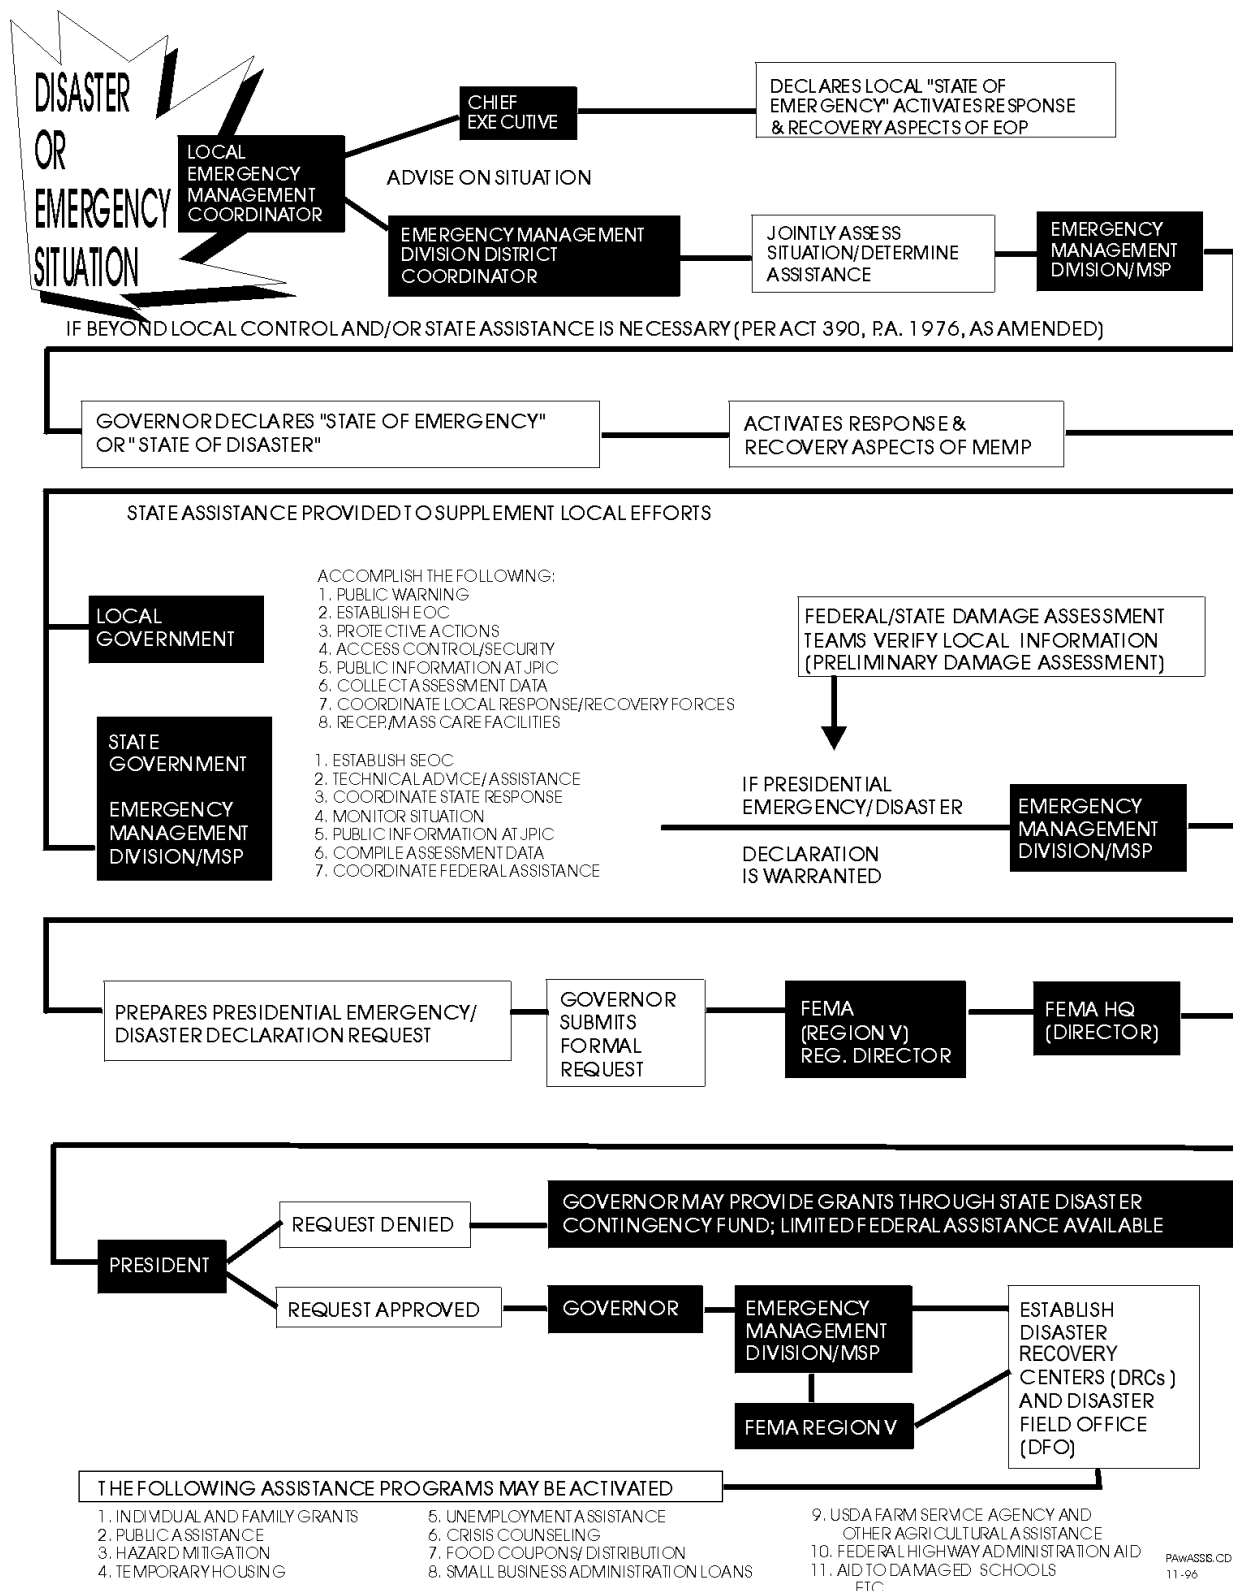 DISASTER
OR
EMERGENCY
SITUATION
LOCAL
EMERGENCY
MANAGEMENT
COORDINATOR
CHIEF
EXECUTIVE
DECLARES LOCAL "STATE OF
EMERGENCY" ACTIVATES RESPONSE
& RECOVERY ASPECTS OF EOP
ADVISE ON SITUATION
EMERGENCY MANAGEMENT
DIVISION DISTRICT
COORDINATOR
JOINTLY ASSESS
SITUATION/DETERMINE
ASSISTANCE
EMERGENCY
MANAGEMENT
DIVISION/MSP
IF BEYOND LOCAL CONTROL AND/OR STATE ASSISTANCE IS NECESSARY (PER ACT 390, P.A. 1976, AS AMENDED)
GOVERNOR DECLARES "STATE OF EMERGENCY"
OR "STATE OF DISASTER"
ACTIVATES RESPONSE &
RECOVERY ASPECTS OF MEMP
STATE ASSISTANCE PROVIDED TO SUPPLEMENT LOCAL EFFORTS
LOCAL
GOVERNMENT
ACCOMPLISH THE FOLLOWING:
1. PUBLIC WARNING
2. ESTABLISH EOC
3. PROTECTIVE ACTIONS
4. ACCESS CONTROL/SECURITY
5. PUBLIC INFORMATION AT JPIC
6. COLLECT ASSESSMENT DATA
7. COORDINATE LOCAL RESPONSE/RECOVERY FORCES
8. RECEP./MASS CARE FACILITIES
FEDERAL/STATE DAMAGE ASSESSMENT
TEAMS VERIFY LOCAL INFORMATION
(PRELIMINARY DAMAGE ASSESSMENT)
STATE
GOVERNMENT
EMERGENCY
MANAGEMENT
DIVISION/MSP
1. ESTABLISH SEOC
2. TECHNICAL ADVICE/ASSISTANCE
3. COORDINATE STATE RESPONSE
4. MONITOR SITUATION
5. PUBLIC INFORMATION AT JPIC
6. COMPILE ASSESSMENT DATA
7. COORDINATE FEDERAL ASSISTANCE
IF PRESIDENTIAL
EMERGENCY/DISASTER
DECLARATION
IS WARRANTED
EMERGENCY
MANAGEMENT
DIVISION/MSP
PREPARES PRESIDENTIAL EMERGENCY/
DISASTER DECLARATION REQUEST
GOVERNOR
SUBMITS
FORMAL
REQUEST
FEMA
(REGION V)
REG. DIRECTOR
FEMA HQ
(DIRECTOR)
PRESIDENT
REQUEST DENIED
GOVERNOR MAY PROVIDE GRANTS THROUGH STATE DISASTER
CONTINGENCY FUND; LIMITED FEDERAL ASSISTANCE AVAILABLE
REQUEST APPROVED
GOVERNOR
EMERGENCY
MANAGEMENT
DIVISION/MSP
FEMA REGION V
ESTABLISH
DISASTER
RECOVERY
CENTERS (DRCs )
AND DISASTER
FIELD OFFICE
(DFO)
THE FOLLOWING ASSISTANCE PROGRAMS MAY BE ACTIVATED
1. INDIVIDUAL AND FAMILY GRANTS
2. PUBLIC ASSISTANCE
3. HAZARD MITIGATION
4. TEMPORARY HOUSING
5. UNEMPLOYMENT ASSISTANCE
6. CRISIS COUNSELING
7. FOOD COUPONS/ DISTRIBUTION
8. SMALL BUSINESS ADMINISTRATION LOANS
9. USDA FARM SERVICE AGENCY AND
OTHER AGRICULTURAL ASSISTANCE
10. FEDERAL HIGHWAY ADMINISTRATION AID
11. AID TO DAMAGED SCHOOLS
ETC.
PAWASSIS.CD
11-96